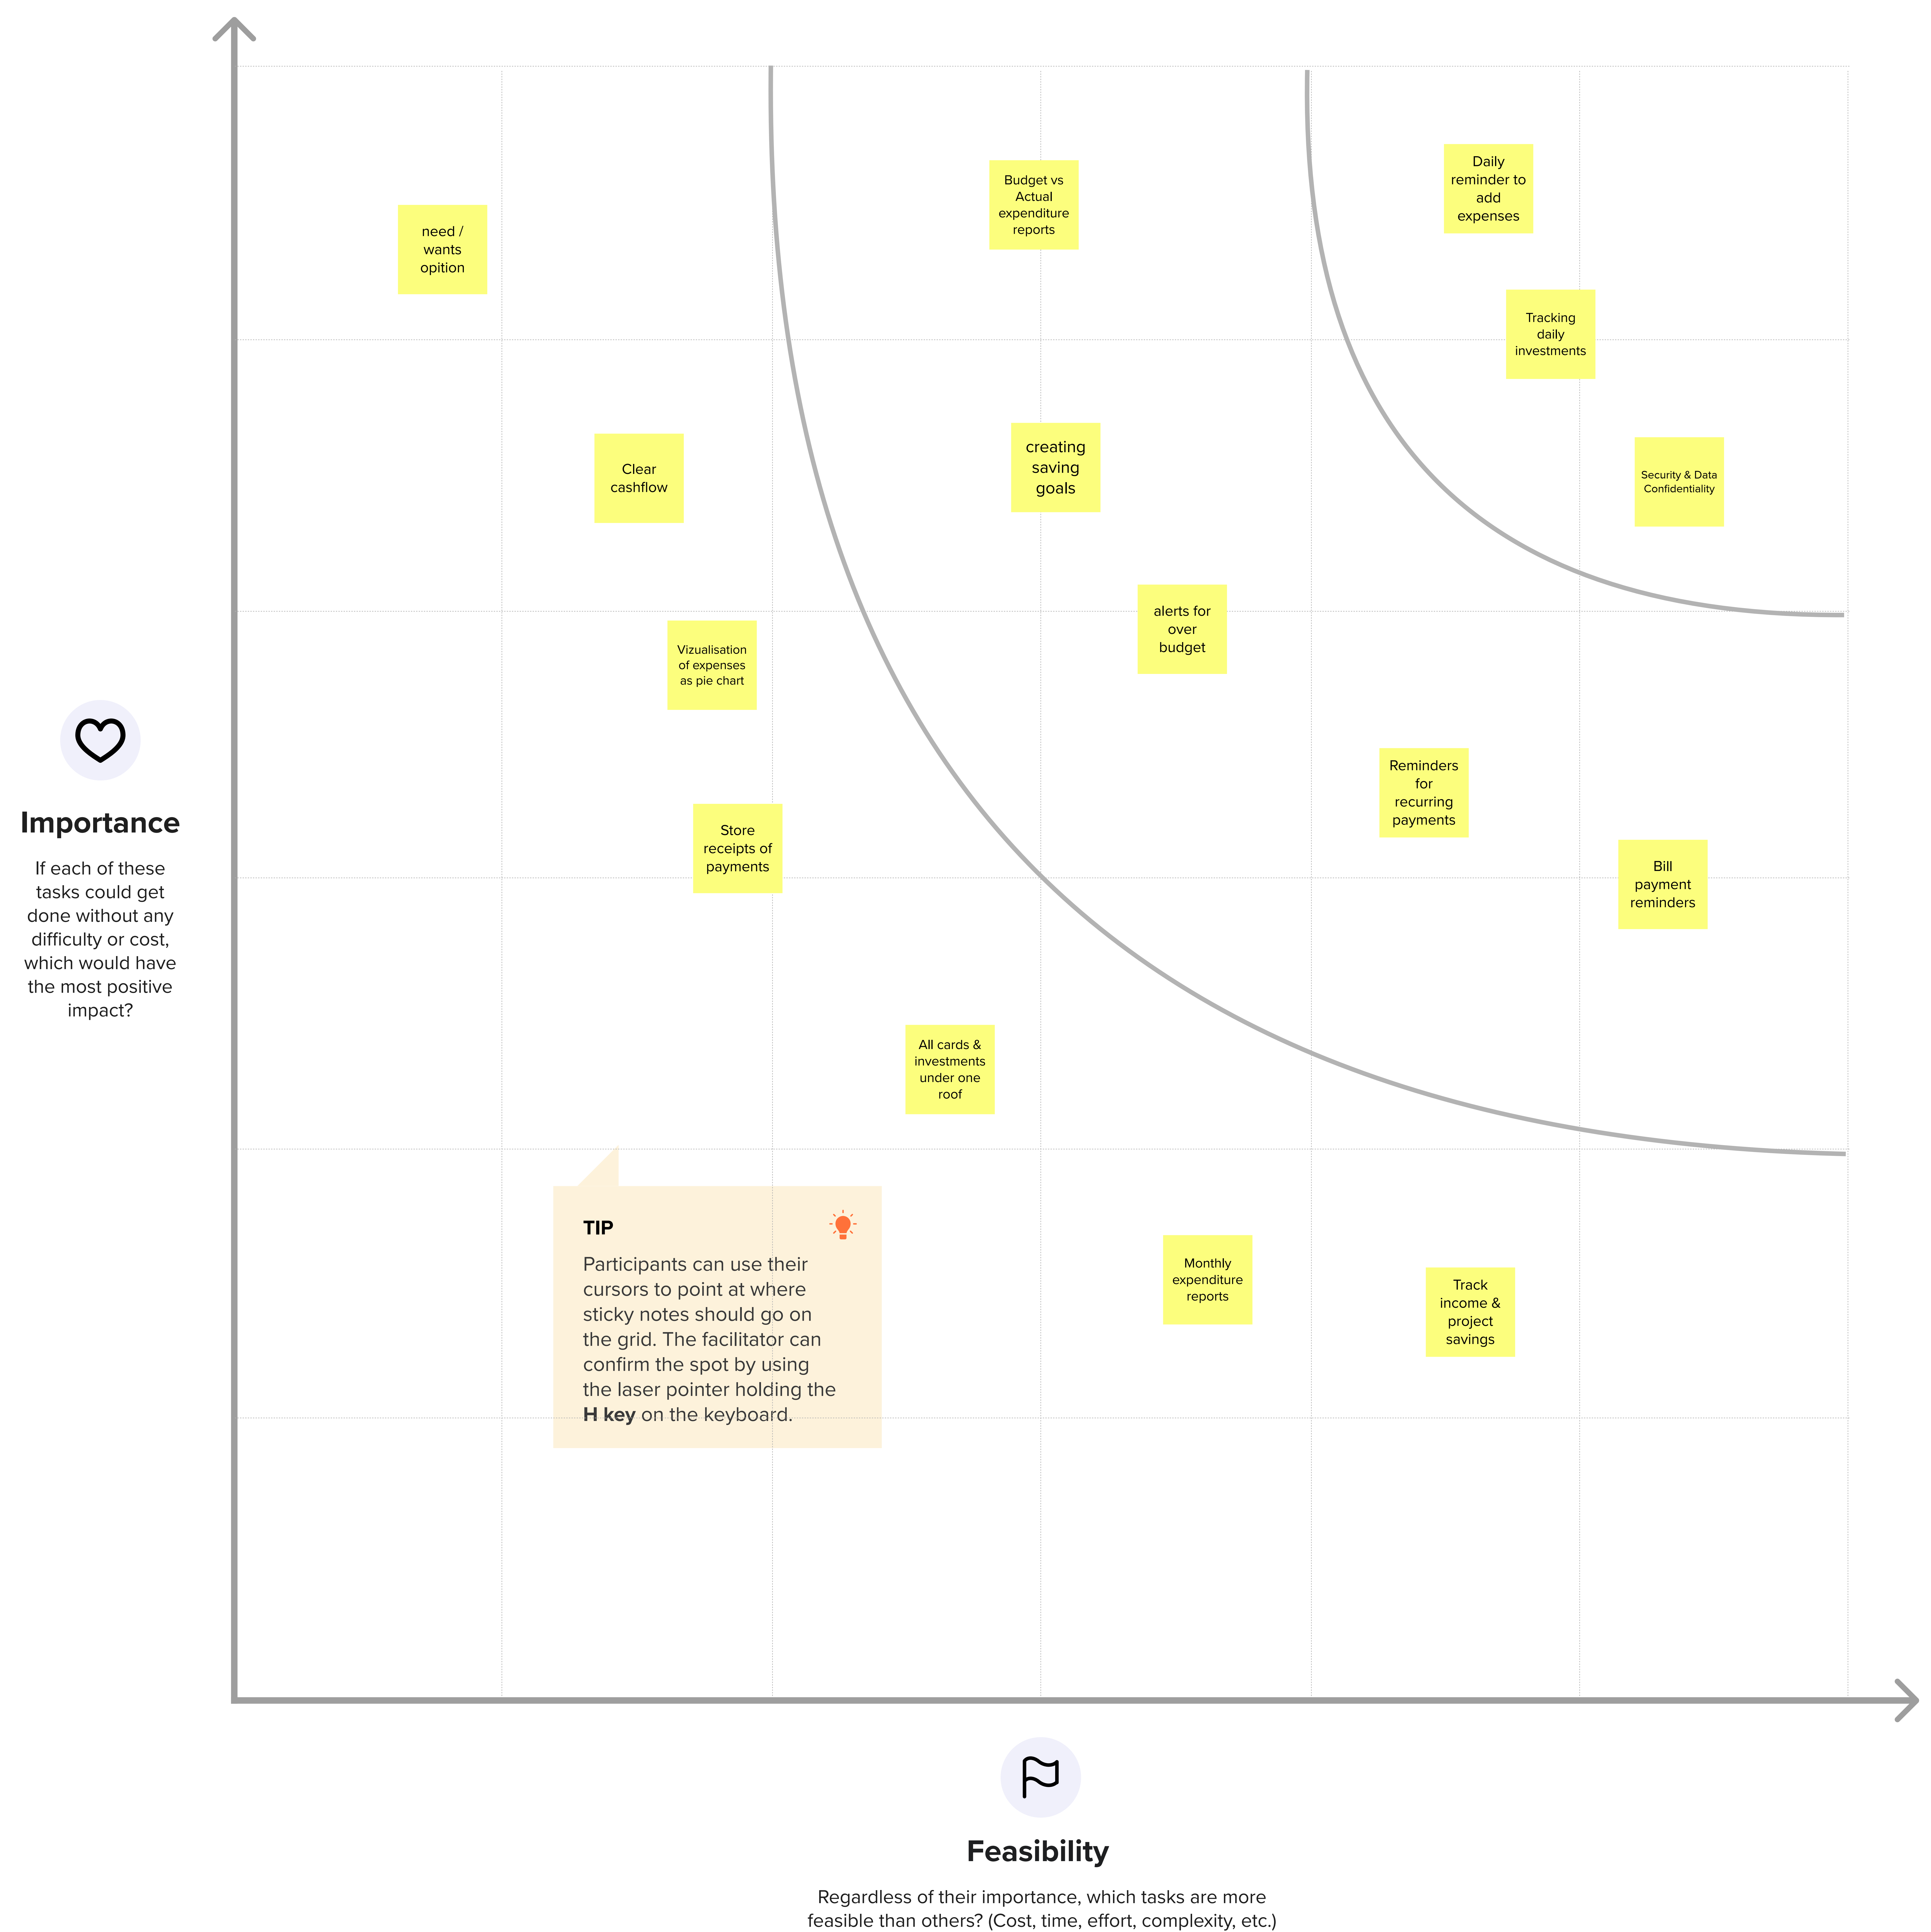 Daily
reminder to
add
expenses
Budget vs
Actual
expenditure
reports
need /
wants
opition
Tracking
daily
investments
creating
saving
goals
Clear
cashflow
Security & Data
Confidentiality
alerts for
over
budget
Vizualisation
of expenses
as pie chart
Reminders
for
recurring
payments
Store
receipts of
payments
Bill
payment
reminders
Importance
If each of these
tasks could get
done without any
difficulty or cost,
which would have
the most positive
impact?
All cards &
investments
under one
roof
TIP
Participants can use their
cursors to point at where
sticky notes should go on
the grid. The facilitator can
confirm the spot by using
the laser pointer holding the
H key on the keyboard.
Monthly
expenditure
reports
Track
income &
project
savings
Feasibility
Regardless of their importance, which tasks are more
feasible than others? (Cost, time, effort, complexity, etc.)